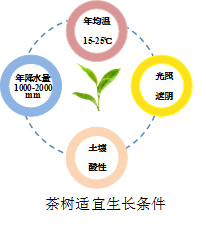 年均温
15-25℃
年降水量
1000-2000
mm
光照
遮阴
土壤
酸性
茶树适宜生长条件